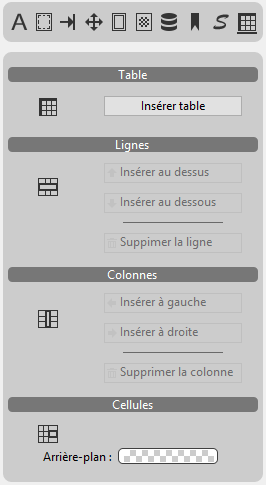 Table
Insérer table
Lignes
Insérer au dessus
Insérer au dessous
Suppimer la ligne
Colonnes
Insérer à gauche
Insérer à droite
Suppimer la colonne
Cellules
Arrière-plan :